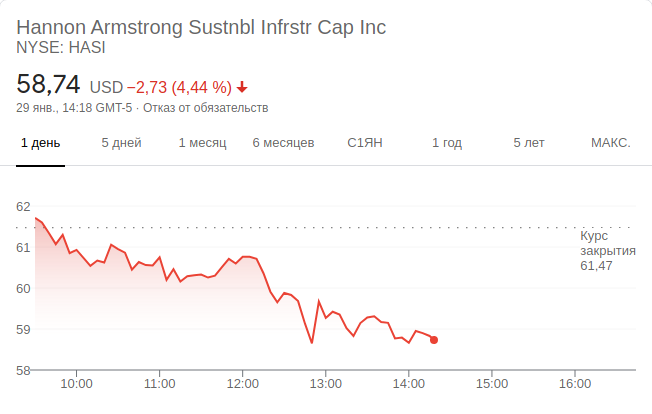 Hannon Armstrong Sustnbl Infrstr Cap Inc
NYSE: HASI
58,74 USD −2,73 (4,44 %)
29 янв., 14:18 GMT-5 · Отказ от обязательств
1 день 5 дней 1 месяц 6 месяцев С1ЯН 1 год 5 лет МАКС.
62
Курс
61
закрытия
61,47
60
59
58
10:00 11:00 12:00 13:00 14:00 15:00 16:00